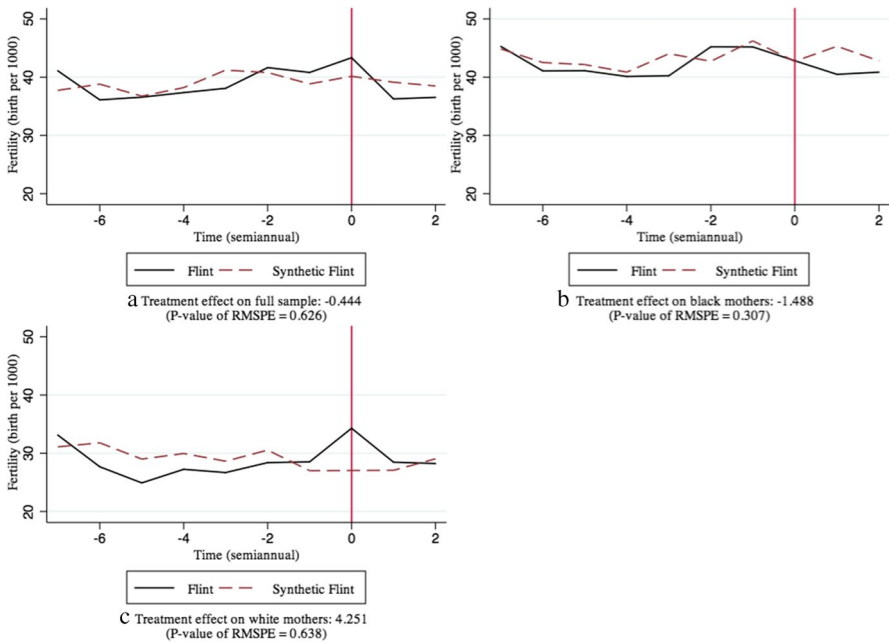 50
40
30
20
Fertility (birth per 1000)
-6 -4 -2 0 2
Time (semiannual)
Flint Synthetic Flint
a Treatment effect on full sample: -0.444
(P-value of RMSPE = 0.626)
50
40
30
20
Fertility (birth per 1000)
-6 -4 -2 0 2
Time (semiannual)
Flint Synthetic Flint
b Treatment effect on black mothers: -1.488
(P-value of RMSPE = 0.307)
50
40
30
20
Fertility (birth per 1000)
-6 -4 -2 0 2
Time (semiannual)
Flint Synthetic Flint
c Treatment effect on white mothers: 4.251
(P-value of RMSPE = 0.638)